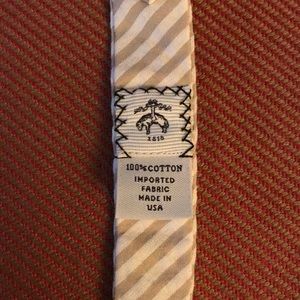 1818
100% COTTON
IMPORTED
FABRIC
MADE IN
USA